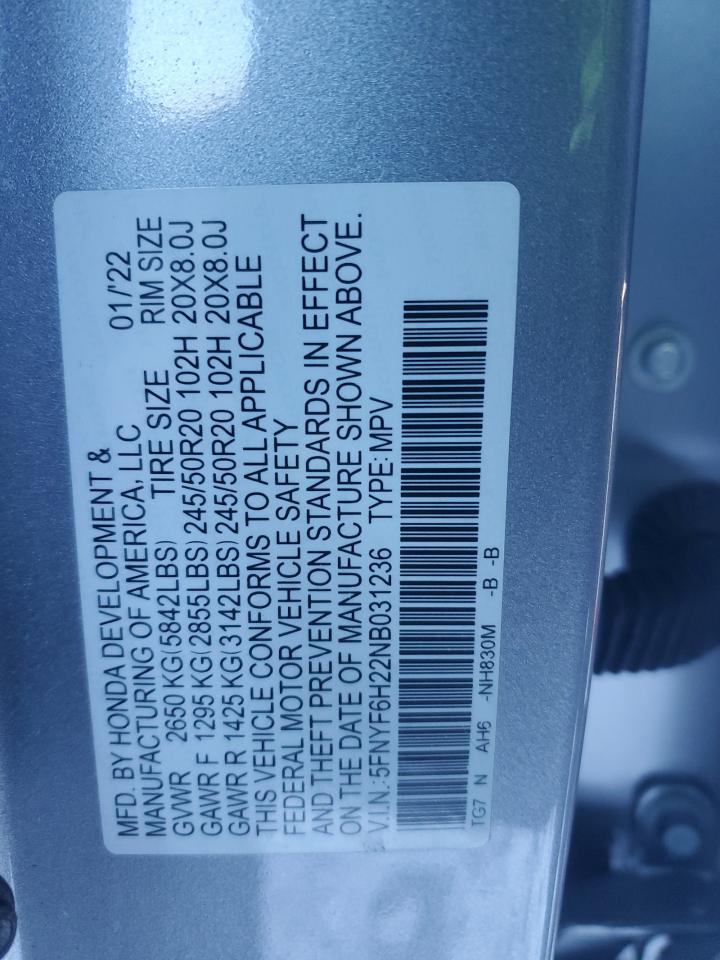 MFD. BY HONDA DEVELOPMENT &
MANUFACTURING OF AMERICA, LLC 01/'22
GVWR 2650 KG(5842LBS) TIRE SIZE RIM SIZE
GAWR F 1295 KG(2855LBS) 245/50R20 102H 20X8.0J
GAWR R 1425 KG(3142LBS) 245/50R20 102H 20X8.0J
THIS VEHICLE CONFORMS TO ALL APPLICABLE
FEDERAL MOTOR VEHICLE SAFETY
AND THEFT PREVENTION STANDARDS IN EFFECT
ON THE DATE OF MANUFACTURE SHOWN ABOVE.
V.I.N.:5FNYF6H22NB031236 TYPE:MPV
TG7 N AH6 -NH830M -B -B